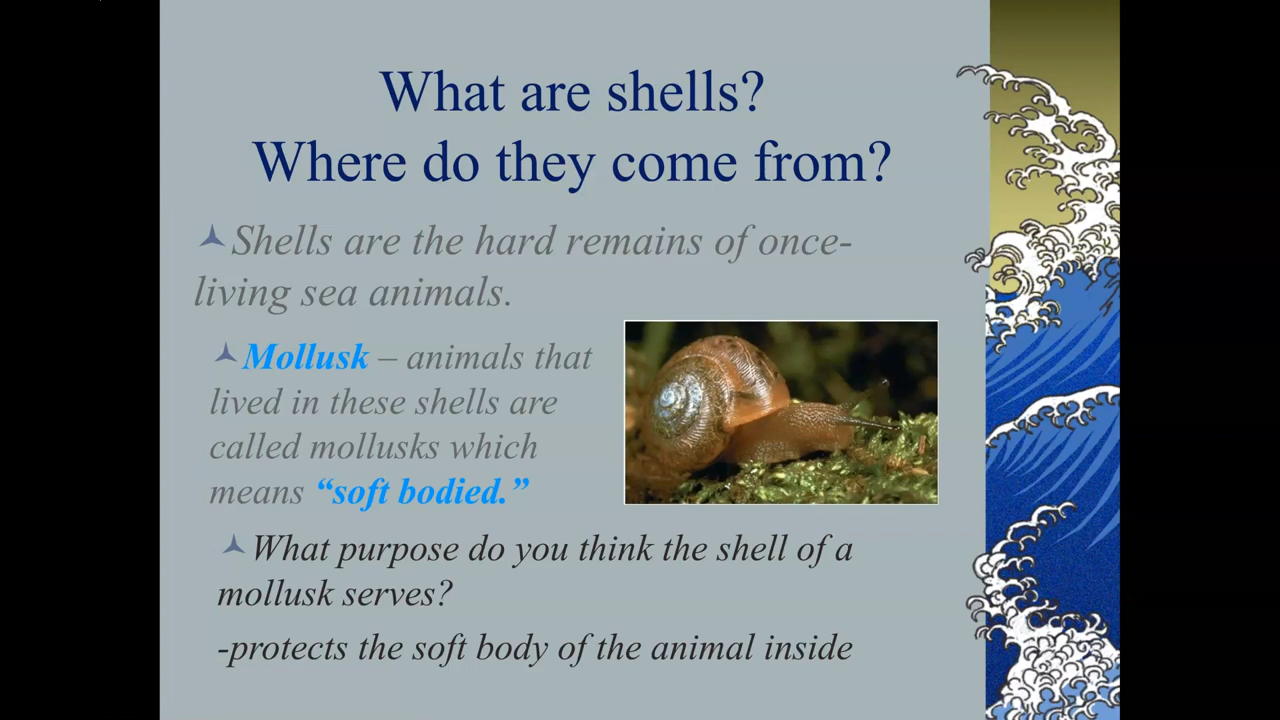 What are shells?
Where do they come from?
Shells are the hard remains of once-
living sea animals.
Mollusk – animals that
lived in these shells are
called mollusks which
means “soft bodied.”
What purpose do you think the shell of a
mollusk serves?
-protects the soft body of the animal inside